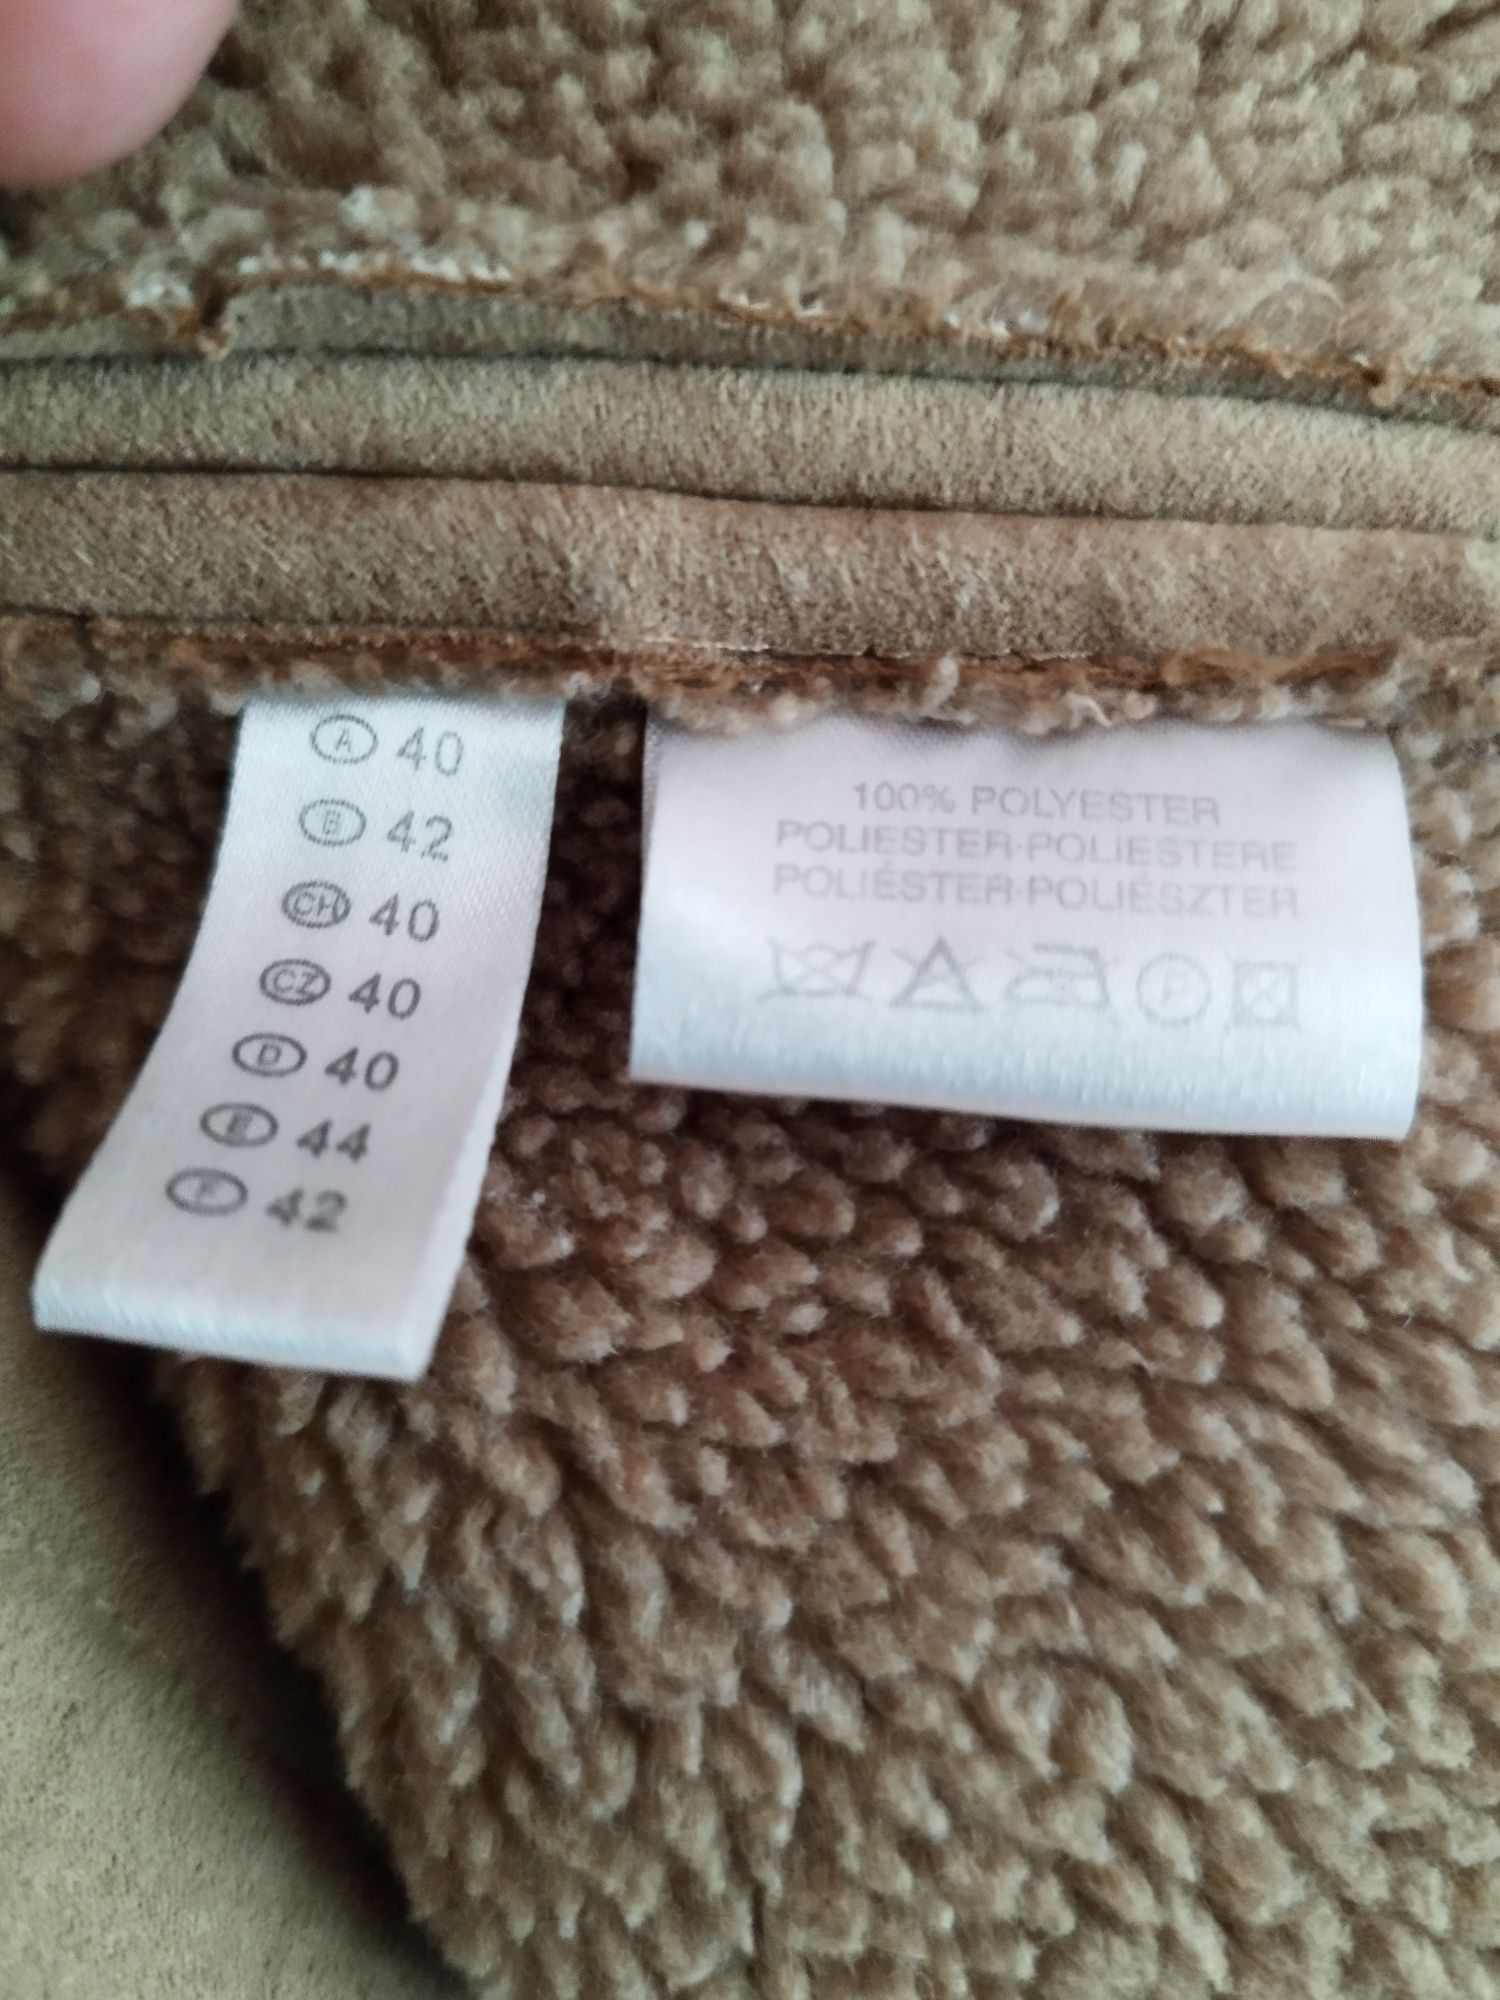 A 40
B 42
CH 40
CZ 40
D 40
E 44
F 42
100% POLYESTER
POLIESTER·POLIESTERE
POLIÉSTER·POLIÉSZTER
P